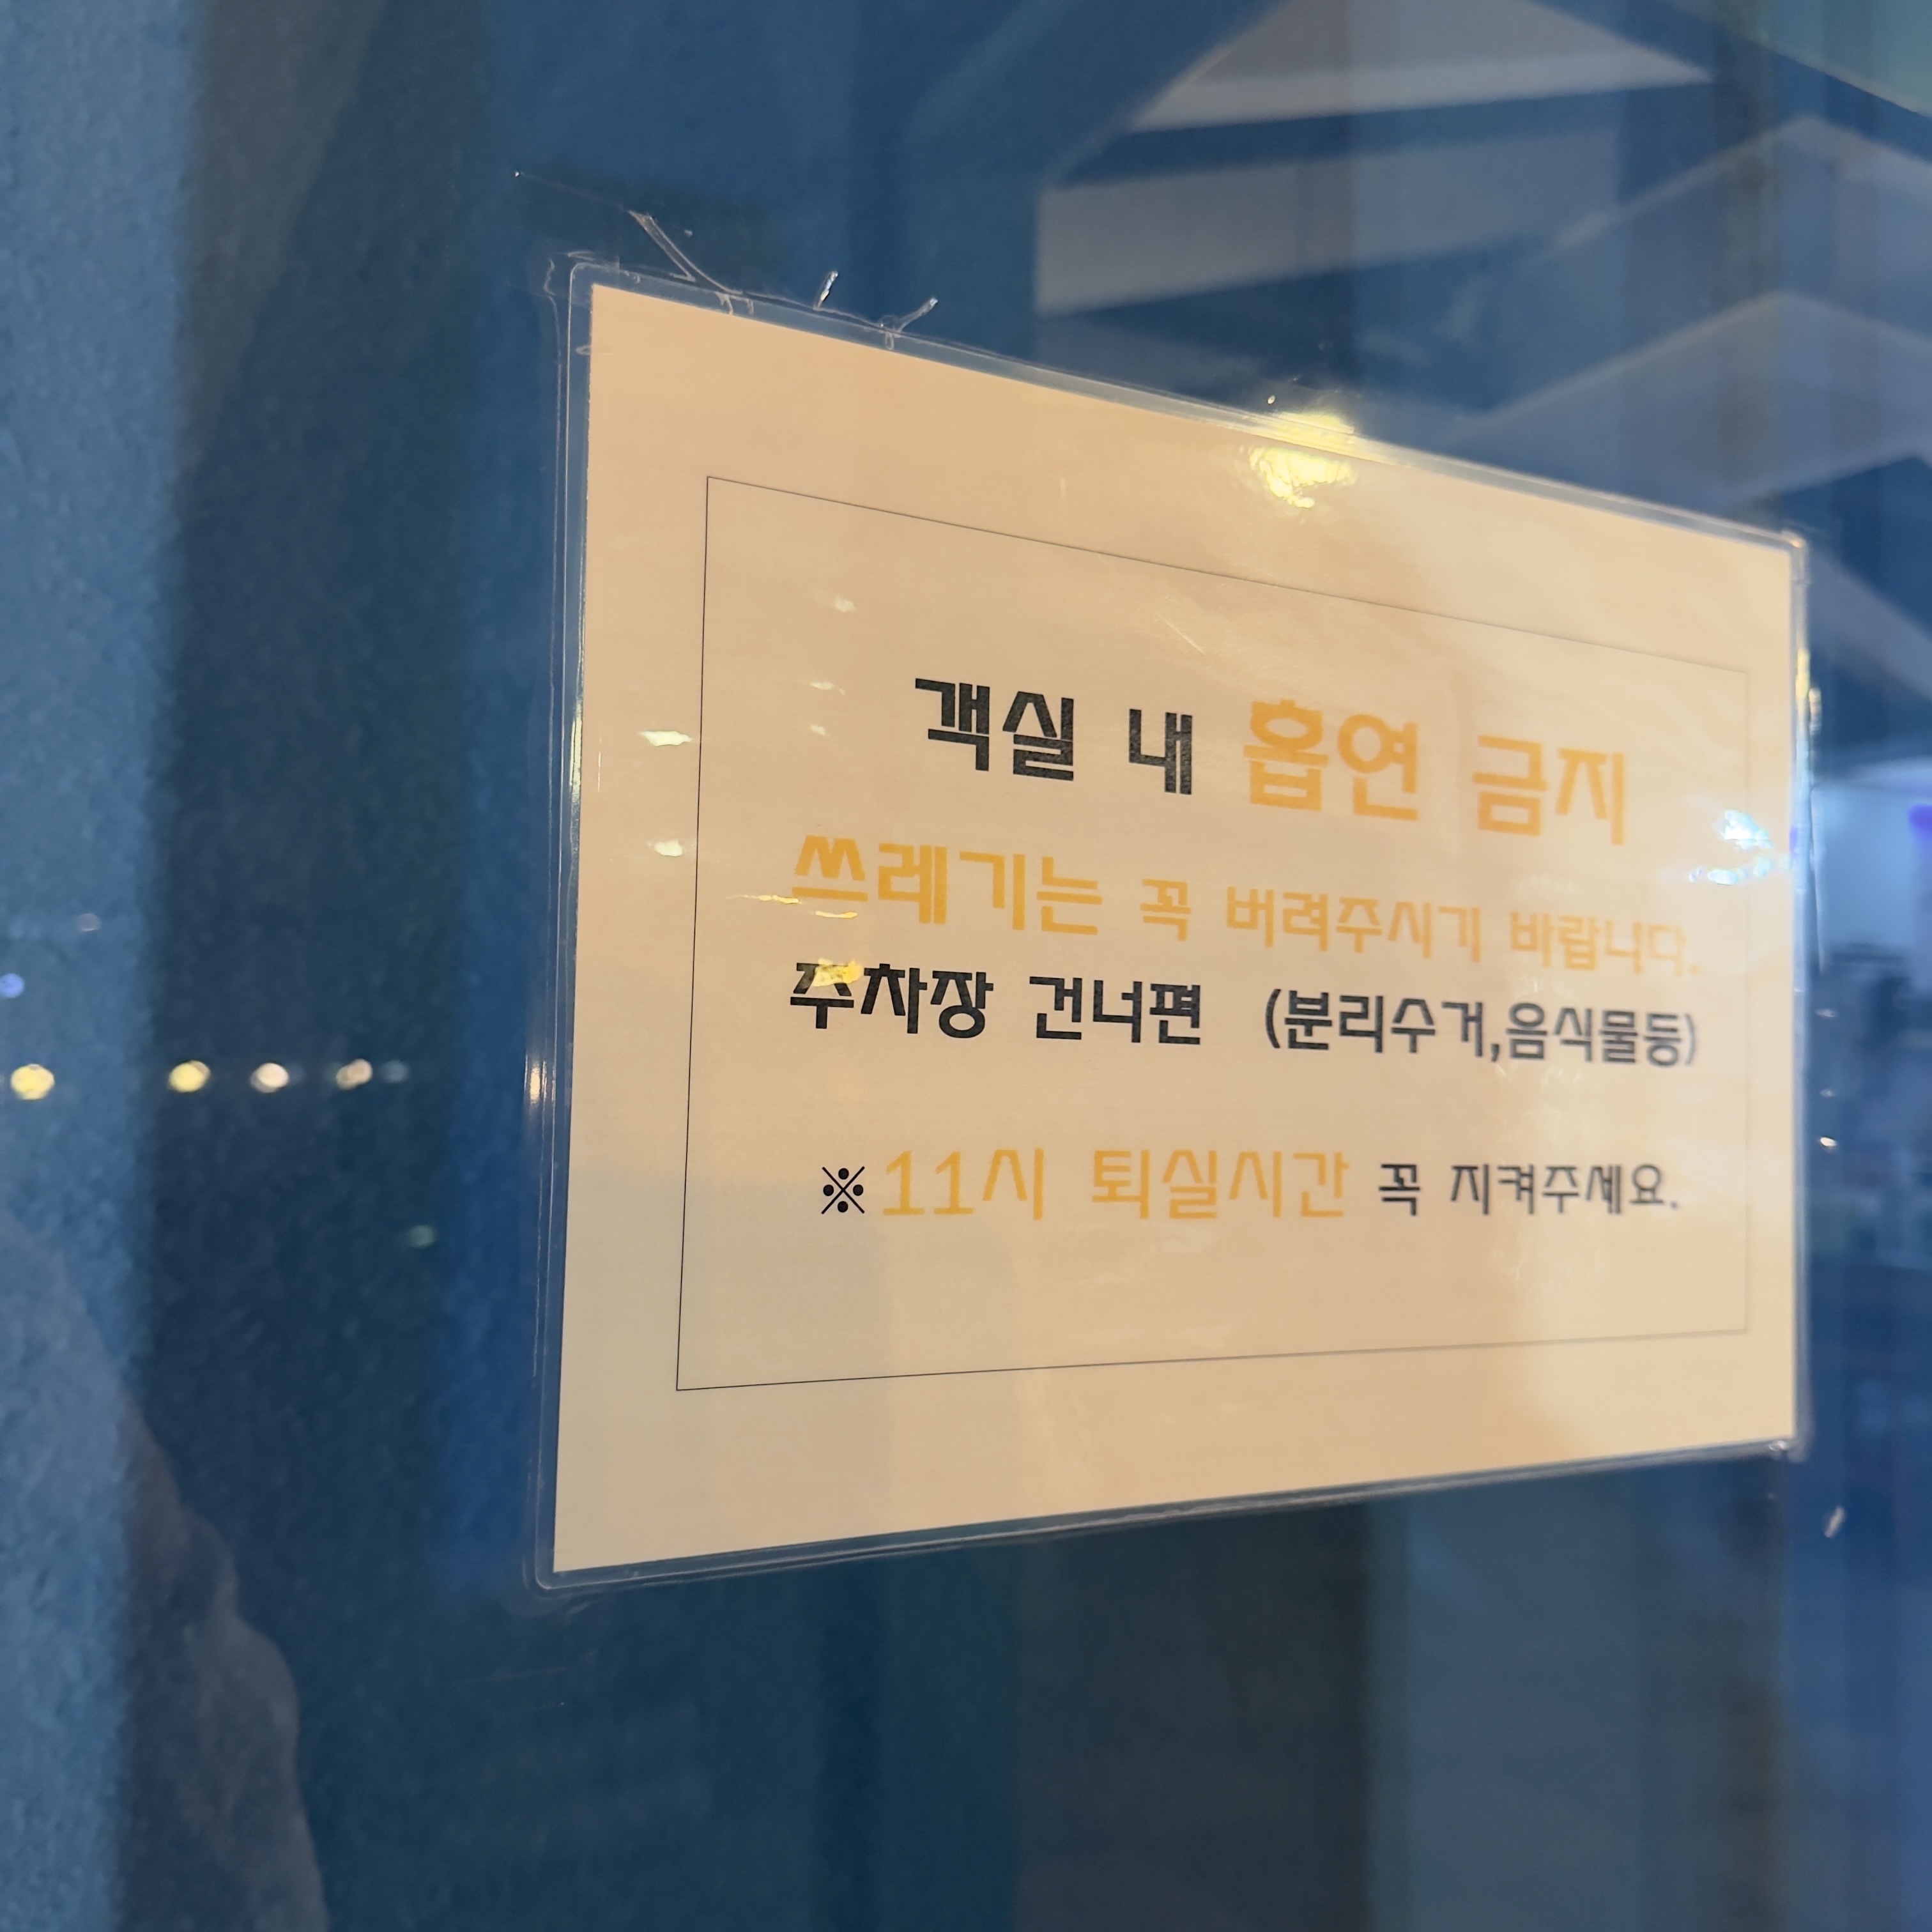 객실 내 흡연 금지
쓰레기는 꼭 버려주시기 바랍니다.
주차장 건너편 (분리수거,음식물등)
※11시 퇴실시간 꼭 지켜주세요.